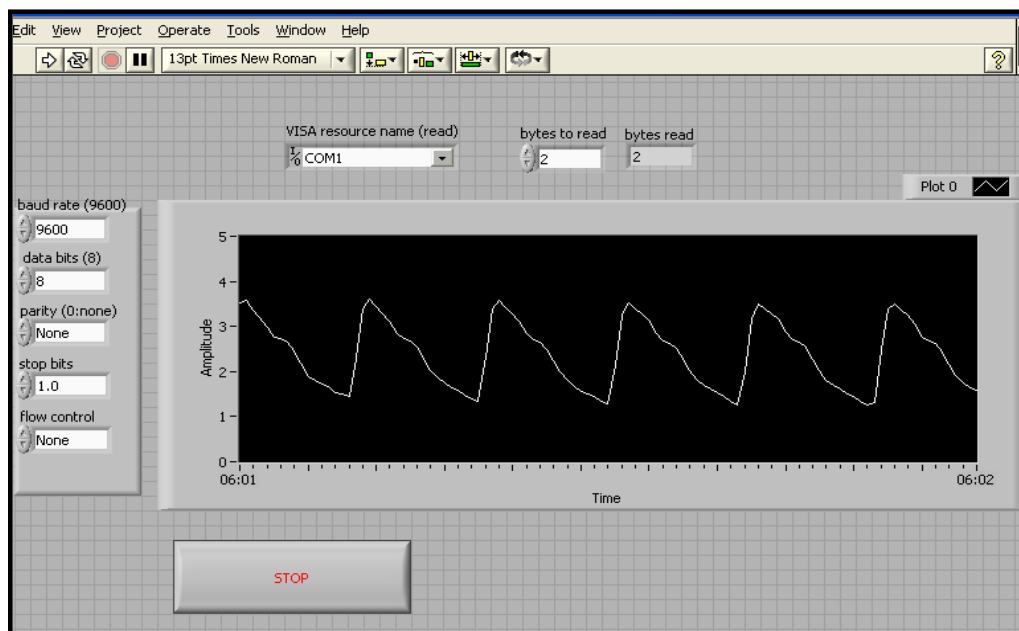 Edit View Project Operate Tools Window Help
13pt Times New Roman
VISA resource name (read)
COM1
bytes to read
2
bytes read
2
Plot 0
baud rate (9600)
9600
data bits (8)
8
parity (0:none)
None
stop bits
1.0
flow control
None
5
4
3
2
1
0
Amplitude
06:01
06:02
Time
STOP